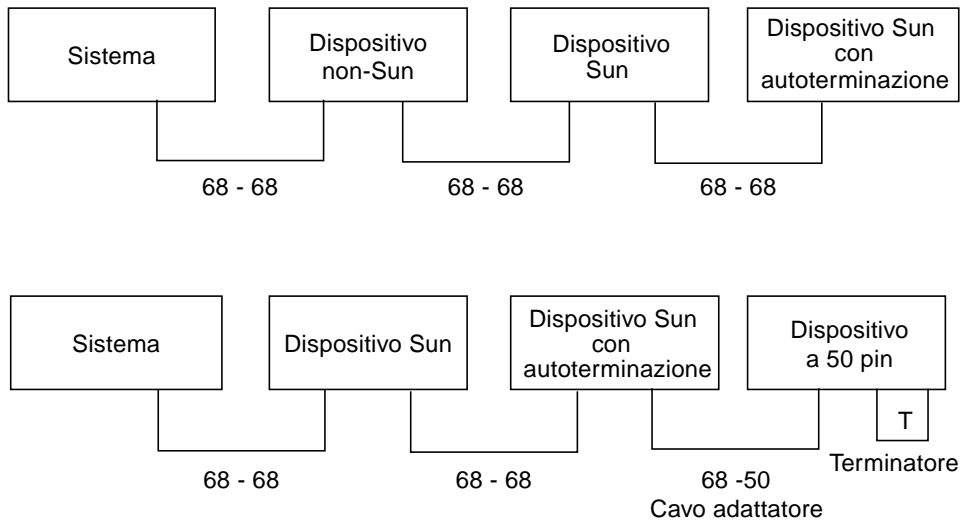 Sistema
Dispositivo
non-Sun
Dispositivo
Sun
Dispositivo Sun
con
autoterminazione
68 - 68
68 - 68
68 - 68
Sistema
Dispositivo Sun
Dispositivo Sun
con
autoterminazione
Dispositivo
a 50 pin
T
Terminatore
68 - 68
68 - 68
68 -50
Cavo adattatore